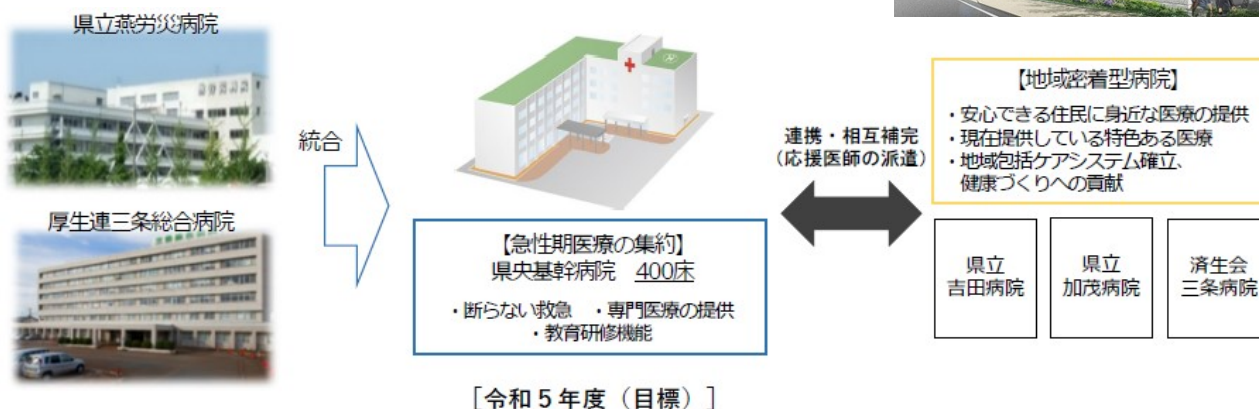 県立燕労災病院
統合
厚生連三条総合病院
【急性期医療の集約】
県央基幹病院　400床
・断らない救急　・専門医療の提供
・教育研修機能
［令和５年度（目標）］
連携・相互補完
（応援医師の派遣）
【地域密着型病院】
・安心できる住民に身近な医療の提供
・現在提供している特色ある医療
・地域包括ケアシステム確立、
健康づくりへの貢献
県立
吉田病院
県立
加茂病院
済生会
三条病院